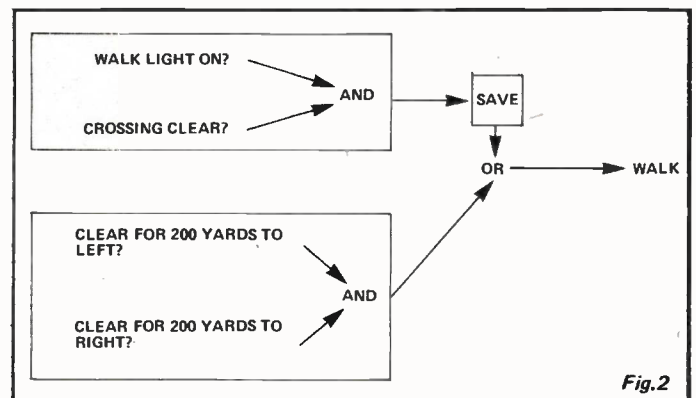 WALK LIGHT ON?
AND
CROSSING CLEAR?
SAVE
OR
WALK
CLEAR FOR 200 YARDS TO
LEFT?
AND
CLEAR FOR 200 YARDS TO
RIGHT?
Fig.2